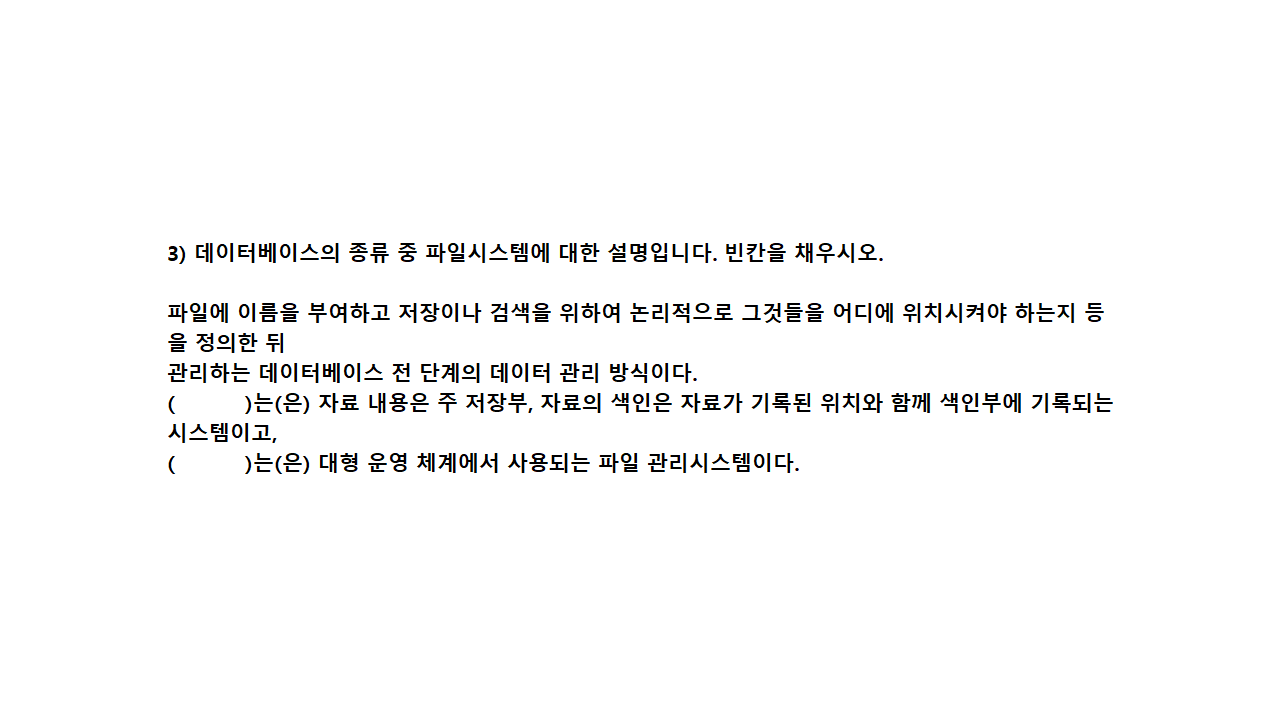 3) 데이터베이스의 종류 중 파일시스템에 대한 설명입니다. 빈칸을 채우시오.
파일에 이름을 부여하고 저장이나 검색을 위하여 논리적으로 그것들을 어디에 위치시켜야 하는지 등
을 정의한 뒤
관리하는 데이터베이스 전 단계의 데이터 관리 방식이다.
(          )는(은) 자료 내용은 주 저장부, 자료의 색인은 자료가 기록된 위치와 함께 색인부에 기록되는
시스템이고,
(          )는(은) 대형 운영 체계에서 사용되는 파일 관리시스템이다.